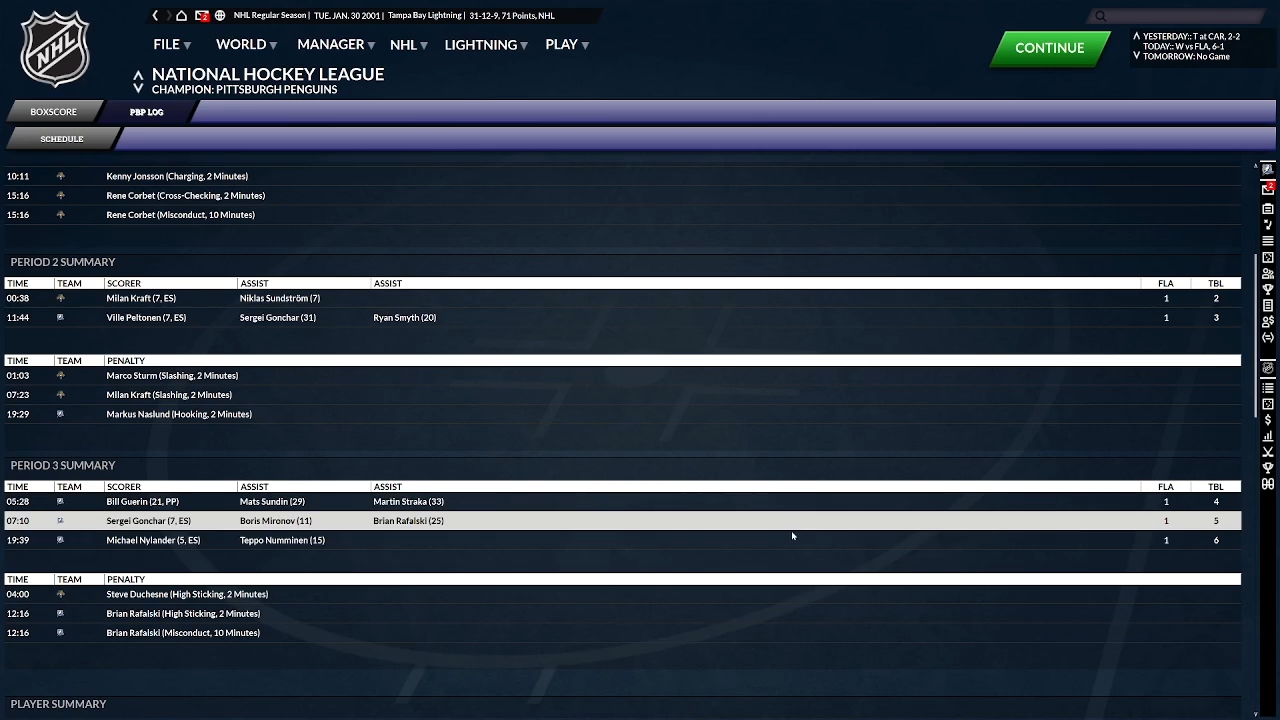 NHL Regular Season | TUE. JAN. 30 2001 | Tampa Bay Lightning | 31-12-9, 71 Points, NHL
FILE WORLD MANAGER NHL LIGHTNING PLAY
CONTINUE
YESTERDAY:: T at CAR, 2-2
TODAY:: W vs FLA, 6-1
TOMORROW: No Game
NHL
2
NATIONAL HOCKEY LEAGUE
CHAMPION: PITTSBURGH PENGUINS
BOXSCORE PBP LOG
SCHEDULE
10:11 Kenny Jonsson (Charging, 2 Minutes)
15:16 Rene Corbet (Cross-Checking, 2 Minutes)
15:16 Rene Corbet (Misconduct, 10 Minutes)
2
PERIOD 2 SUMMARY
TIME TEAM SCORER ASSIST ASSIST FLA TBL
00:38 Milan Kraft (7, ES) Niklas Sundström (7) 1 2
11:44 Ville Peltonen (7, ES) Sergei Gonchar (31) Ryan Smyth (20) 1 3
TIME TEAM PENALTY
01:03 Marco Sturm (Slashing, 2 Minutes)
07:23 Milan Kraft (Slashing, 2 Minutes)
19:29 Markus Naslund (Hooking, 2 Minutes)
PERIOD 3 SUMMARY
TIME TEAM SCORER ASSIST ASSIST FLA TBL
05:28 Bill Guerin (21, PP) Mats Sundin (29) Martin Straka (33) 1 4
07:10 Sergei Gonchar (7, ES) Boris Mironov (11) Brian Rafalski (25) 1 5
19:39 Michael Nylander (5, ES) Teppo Numminen (15) 1 6
TIME TEAM PENALTY
04:00 Steve Duchesne (High Sticking, 2 Minutes)
12:16 Brian Rafalski (High Sticking, 2 Minutes)
12:16 Brian Rafalski (Misconduct, 10 Minutes)
PLAYER SUMMARY